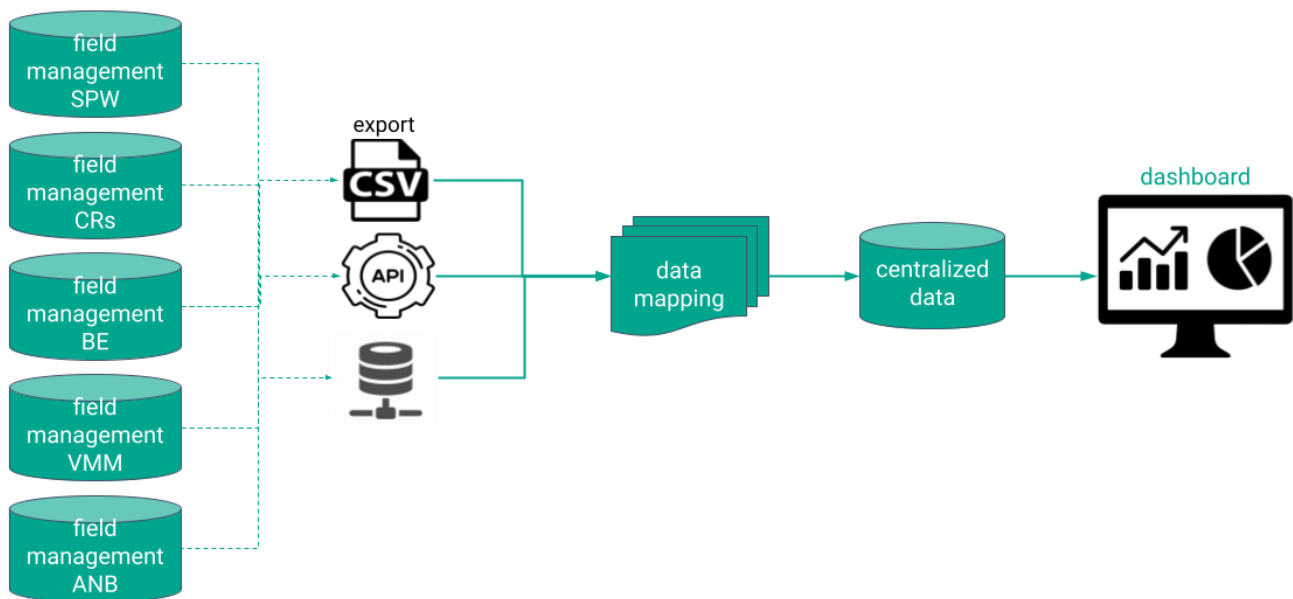 field
management
SPW
field
management
CRs
field
management
BE
field
management
VMM
field
management
ANB
export
CSV
API
data
mapping
centralized
data
dashboard